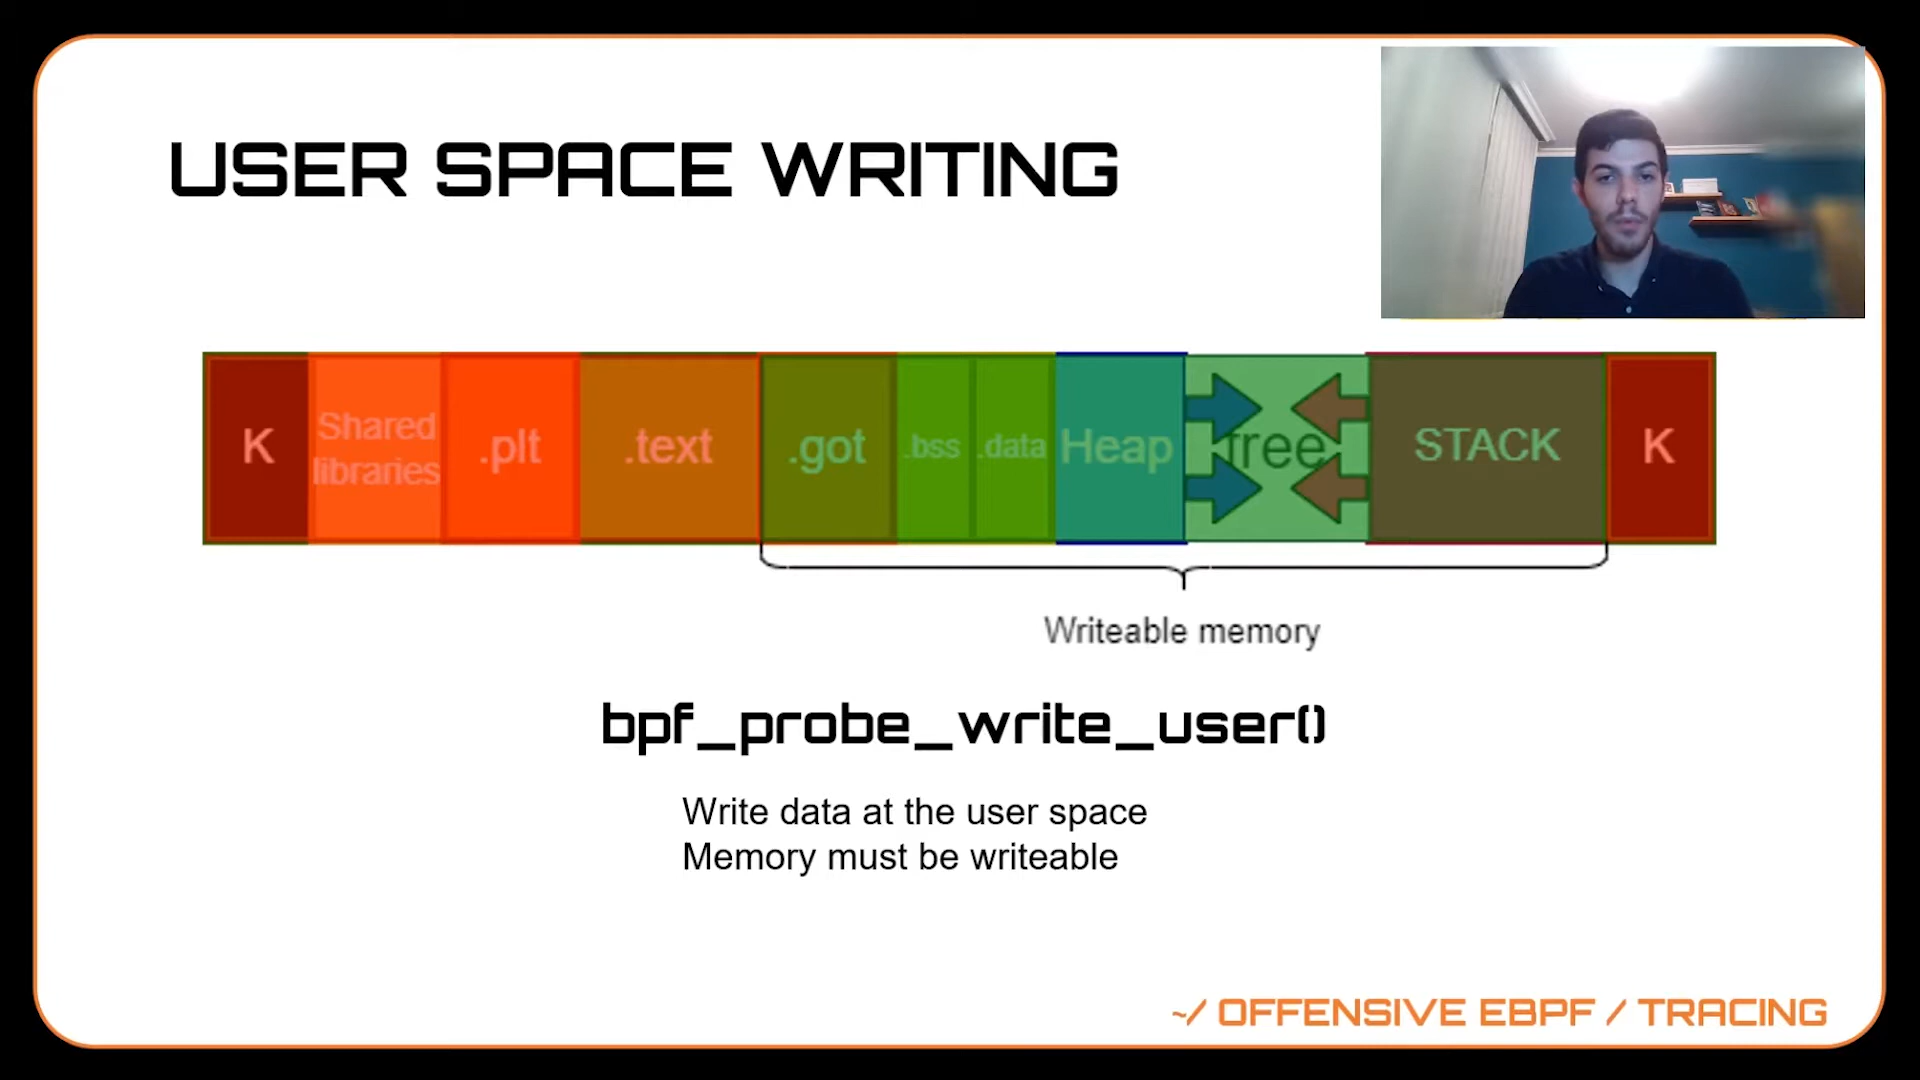 USER SPACE WRITING
K
Shared
libraries
.plt
.text
.got
.bss
.data
Heap
free
STACK
K
Writeable memory
bpf_probe_write_user()
Write data at the user space
Memory must be writeable
~/ OFFENSIVE EBPF / TRACING